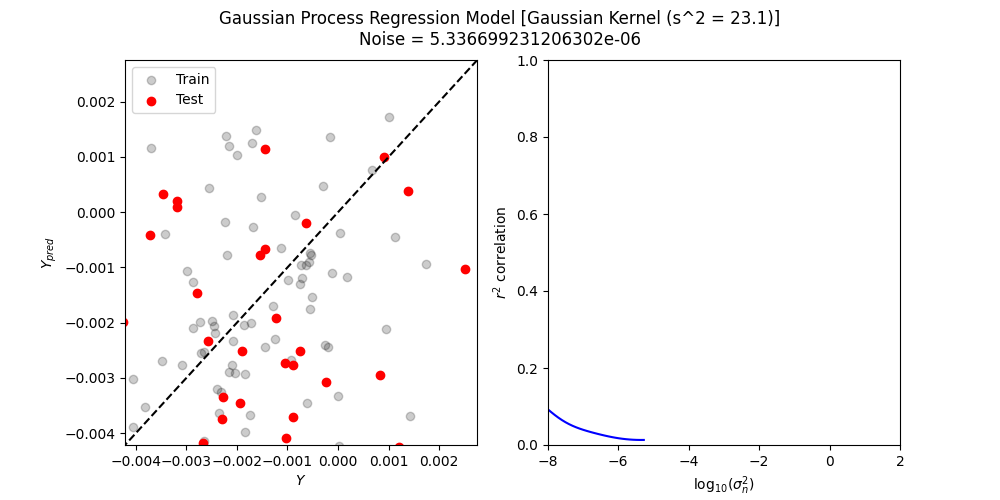 Gaussian Process Regression Model [Gaussian Kernel (s^2 = 23.1)]
Noise = 5.336699231206302e-06
Train
Test
0.002
0.001
0.000
−0.001
−0.002
−0.003
−0.004
Y_pred
−0.004 −0.003 −0.002 −0.001 0.000 0.001 0.002
Y
1.0
0.8
0.6
0.4
0.2
0.0
r² correlation
−8 −6 −4 −2 0 2
log₁₀(σₙ²)